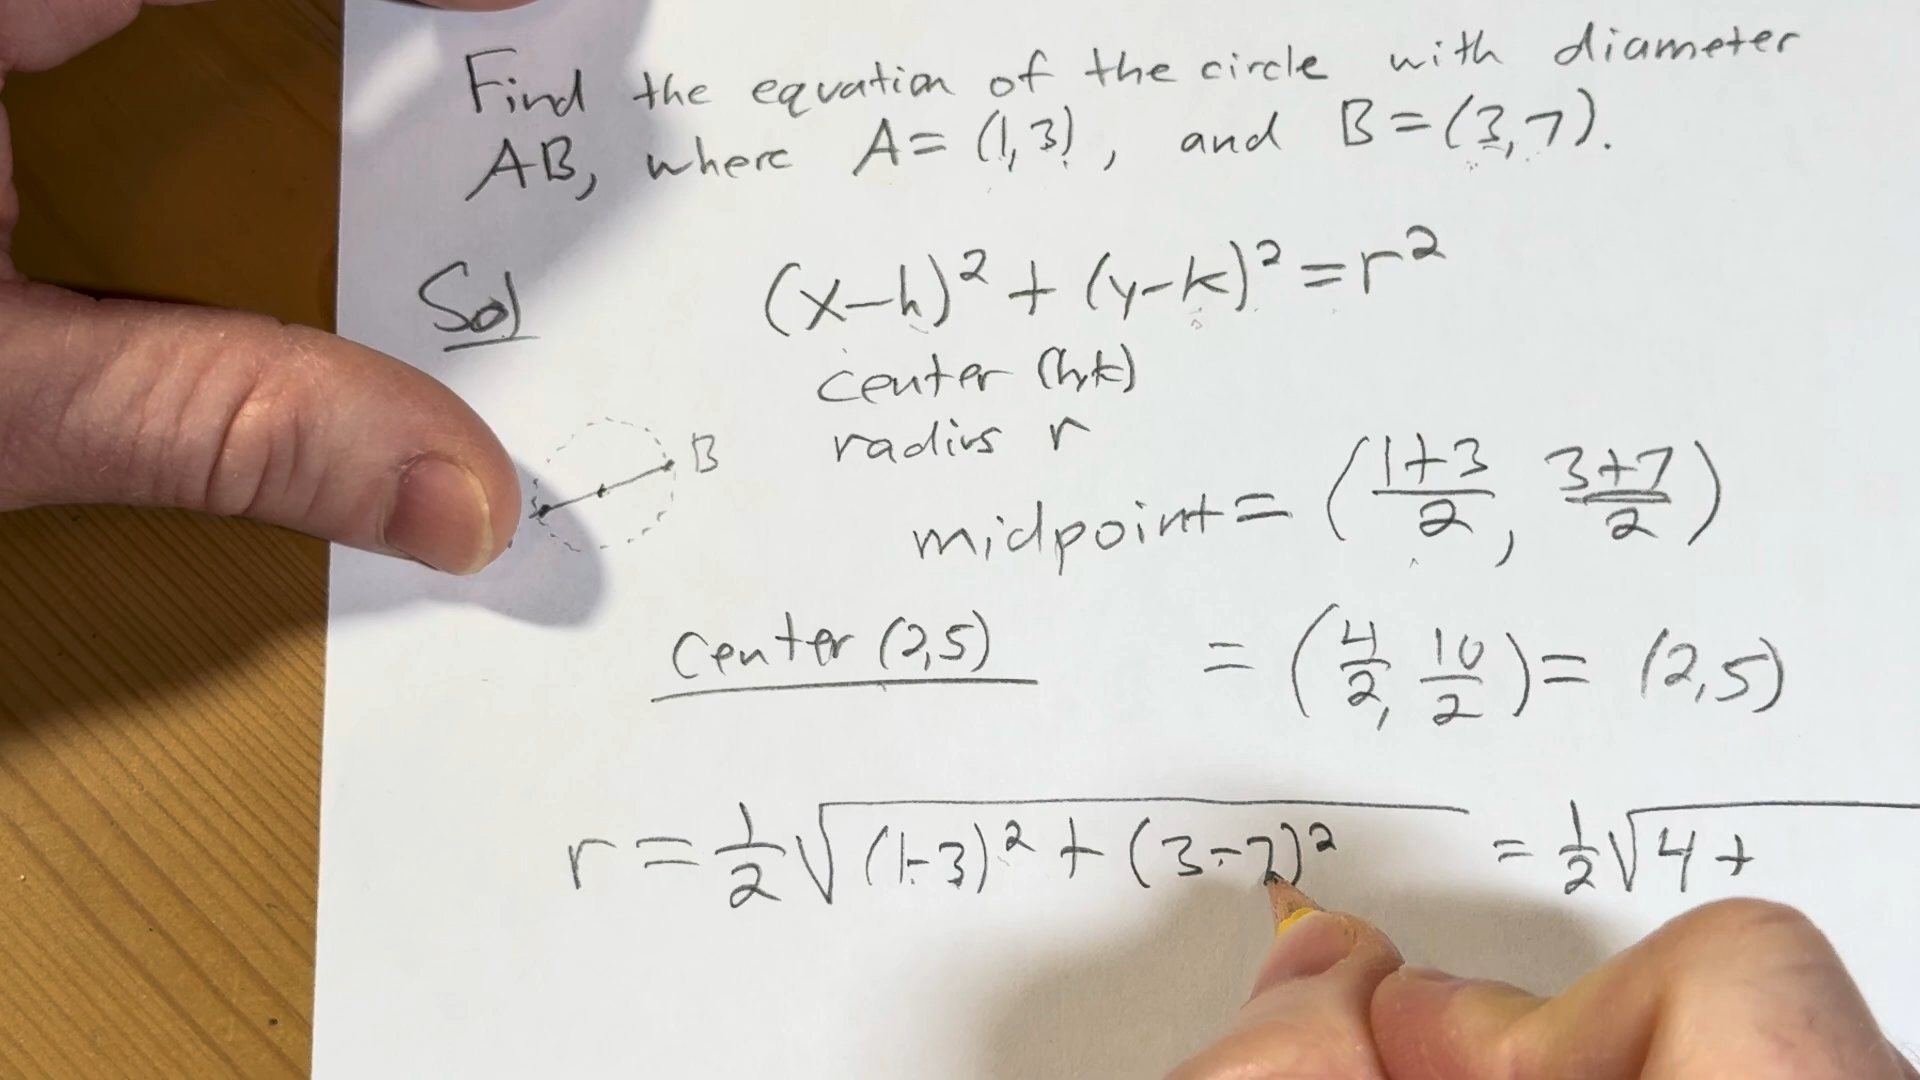 Find the equation of the circle with diameter
AB, where A = (1,3), and B = (3,7).
Sol
(x-h)² + (y-k)² = r²
center (h,k)
radius r
B
midpoint = (1+3/2, 3+7/2)
center (2,5)
= (4/2, 10/2) = (2,5)
r = 1/2 √(1-3)² + (3-7)² = 1/2 √4 +